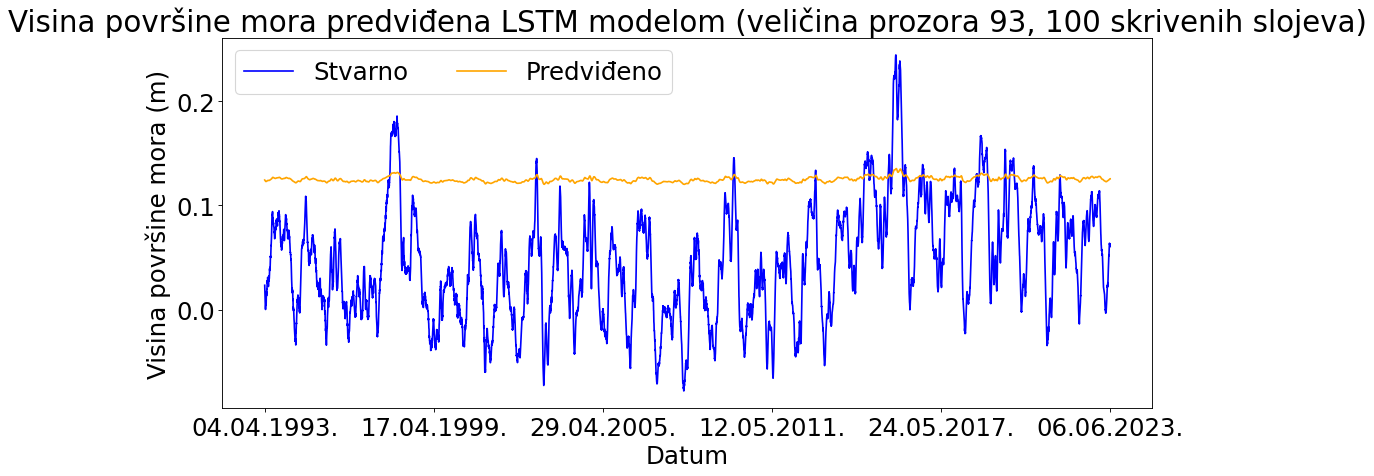 Visina površine mora predviđena LSTM modelom (veličina prozora 93, 100 skrivenih slojeva)
Stvarno Predviđeno
Visina površine mora (m)
0.2
0.1
0.0
04.04.1993. 17.04.1999. 29.04.2005. 12.05.2011. 24.05.2017. 06.06.2023.
Datum